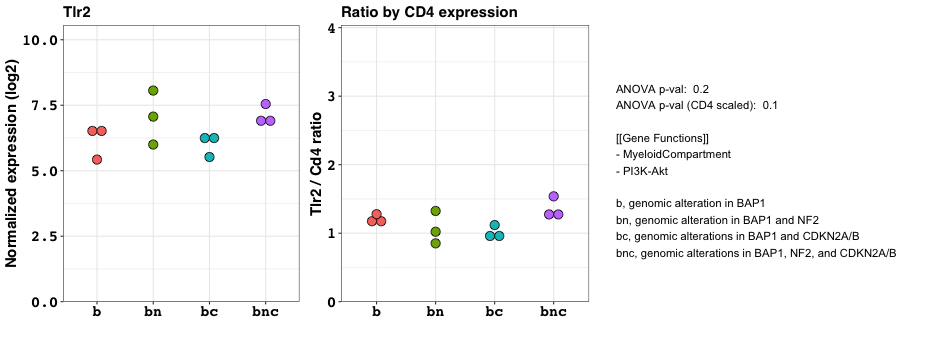 Tlr2
Normalized expression (log2)
10.0
7.5
5.0
2.5
0.0
b
bn
bc
bnc
Ratio by CD4 expression
Tlr2 / Cd4 ratio
4
3
2
1
0
b
bn
bc
bnc
ANOVA p-val:  0.2
ANOVA p-val (CD4 scaled):  0.1
[[Gene Functions]]
- MyeloidCompartment
- PI3K-Akt
b, genomic alteration in BAP1
bn, genomic alteration in BAP1 and NF2
bc, genomic alterations in BAP1 and CDKN2A/B
bnc, genomic alterations in BAP1, NF2, and CDKN2A/B